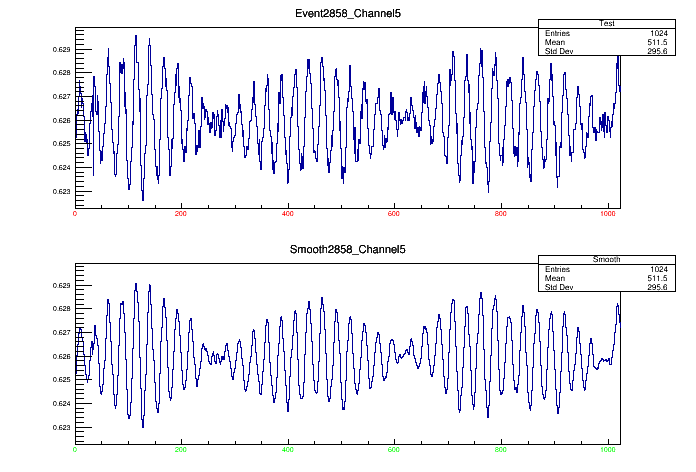 Event2858_Channel5
Test
Entries 1024
Mean 511.5
Std Dev 295.6
0.629
0.628
0.627
0.626
0.625
0.624
0.623
0 200 400 600 800 1000
Smooth2858_Channel5
Smooth
Entries 1024
Mean 511.5
Std Dev 295.6
0.629
0.628
0.627
0.626
0.625
0.624
0.623
0 200 400 600 800 1000